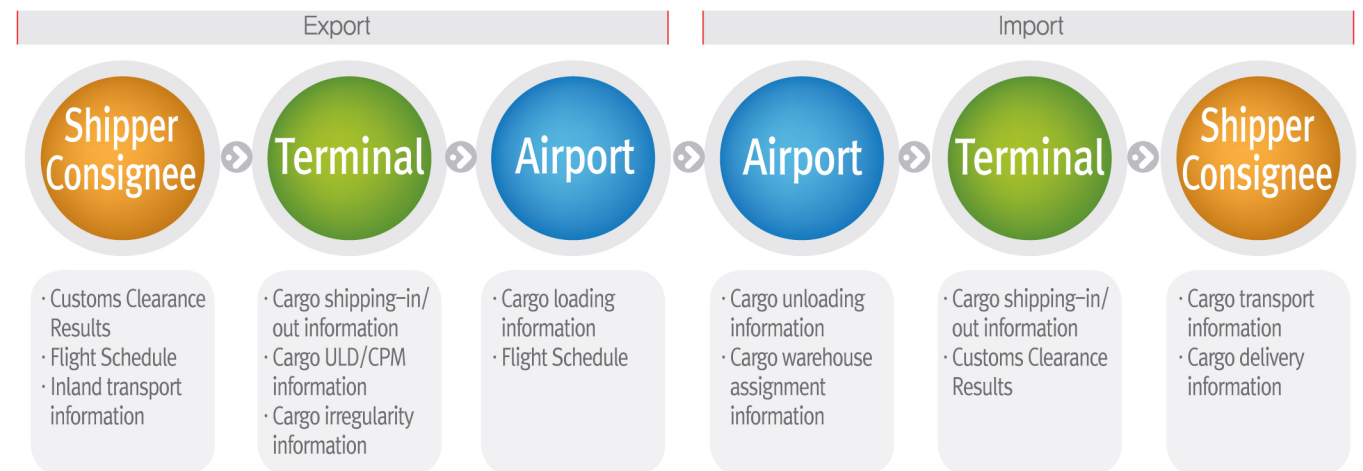 Export
Import
Shipper
Consignee
Terminal
Airport
Airport
Terminal
Shipper
Consignee
· Customs Clearance
Results
· Flight Schedule
· Inland transport
information
· Cargo shipping-in/
out information
· Cargo ULD/CPM
information
· Cargo irregularity
information
· Cargo loading
information
· Flight Schedule
· Cargo unloading
information
· Cargo warehouse
assignment
information
· Cargo shipping-in/
out information
· Customs Clearance
Results
· Cargo transport
information
· Cargo delivery
information